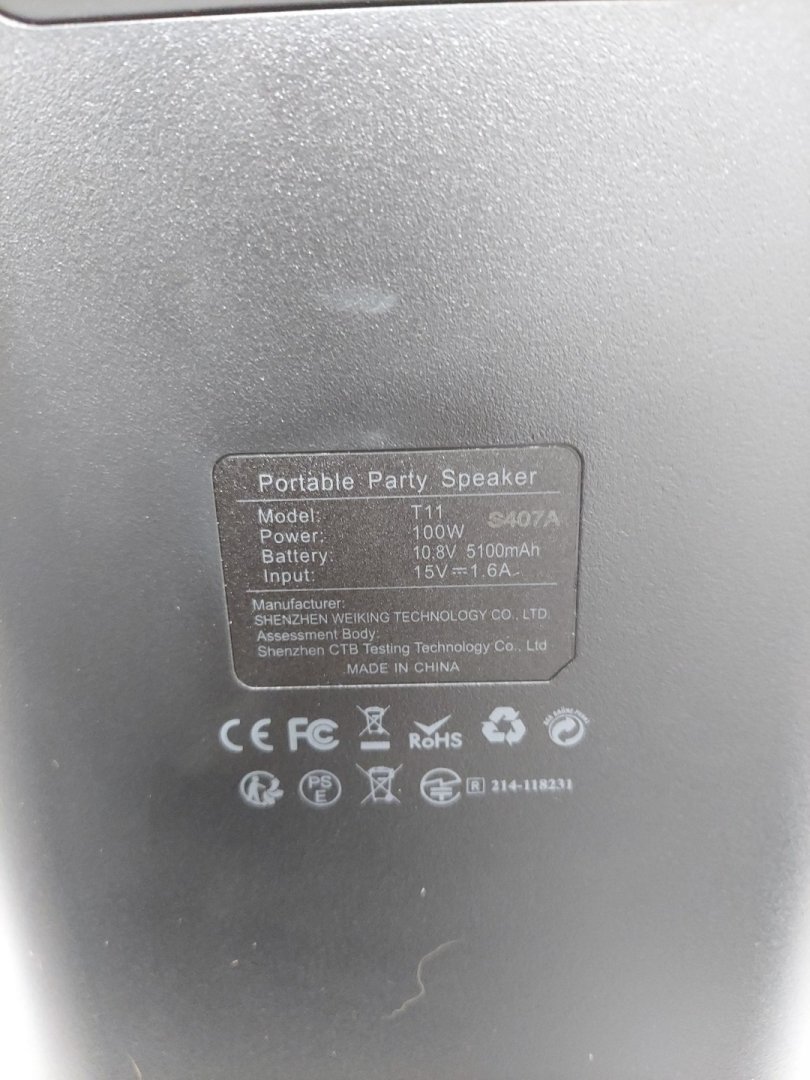 Portable Party Speaker
Model: T11 S407A
Power: 100W
Battery: 10.8V 5100mAh
Input: 15V⎓1.6A
Manufacturer:
SHENZHEN WEIKING TECHNOLOGY CO., LTD.
Assessment Body:
Shenzhen CTB Testing Technology Co., Ltd
MADE IN CHINA
CE FC RoHS
PS
E
R 214-118231